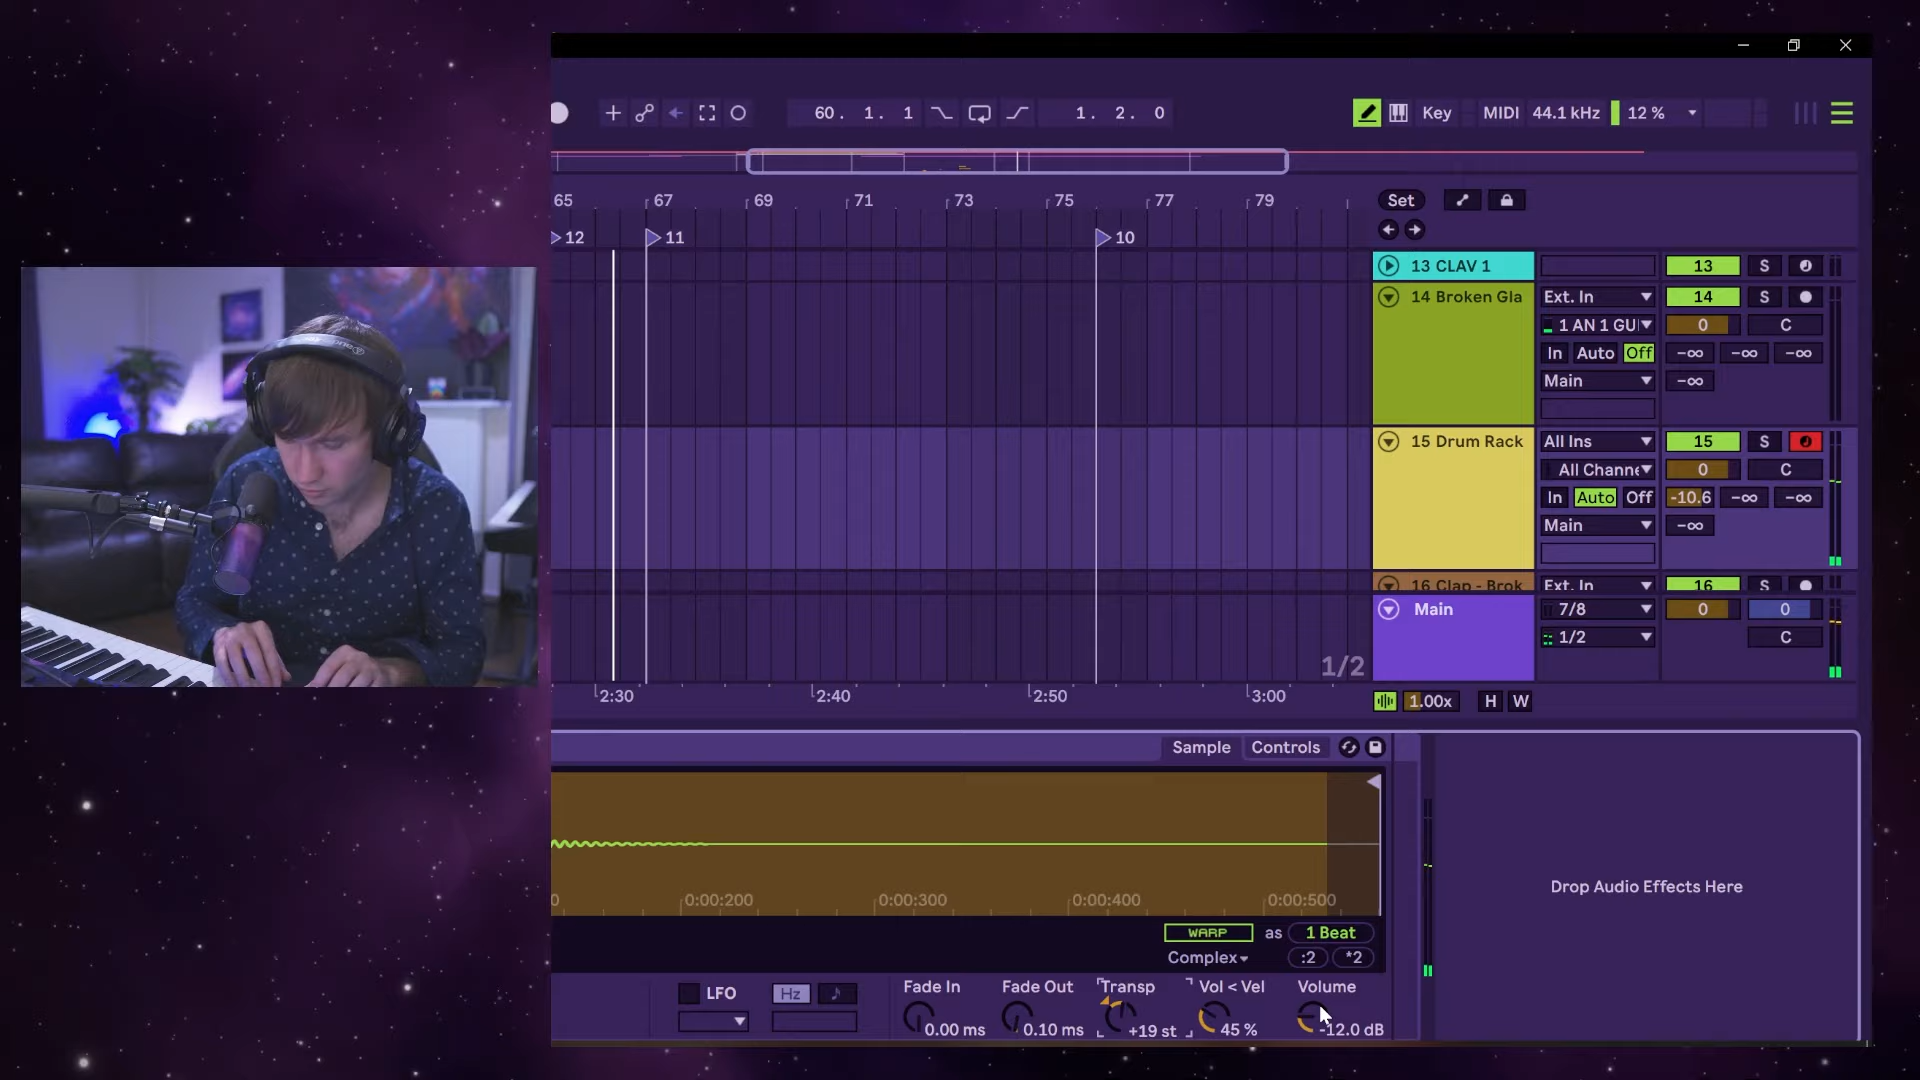 60. 1. 1
1. 2. 0
Key
MIDI
44.1 kHz
12 %
65 67 69 71 73 75 77 79
Set
12 11 10
13 CLAV 1
13 S
14 Broken Gla
Ext. In
14 S
1 AN 1 GU
0 C
In Auto Off
-∞ -∞ -∞
Main
-∞
15 Drum Rack
All Ins
15 S
All Channe
0 C
In Auto Off
-10.6 -∞ -∞
Main
-∞
16 Clap - Brok
Ext. In
16 S
Main
7/8
0 0
1/2
C
1/2
2:30 2:40 2:50 3:00
1.00x
H W
Sample Controls
Drop Audio Effects Here
0 0:00:200 0:00:300 0:00:400 0:00:500
WARP as 1 Beat
Complex
:2 *2
LFO
Hz
Fade In Fade Out Transp Vol < Vel Volume
0.00 ms 0.10 ms +19 st 45 % -12.0 dB